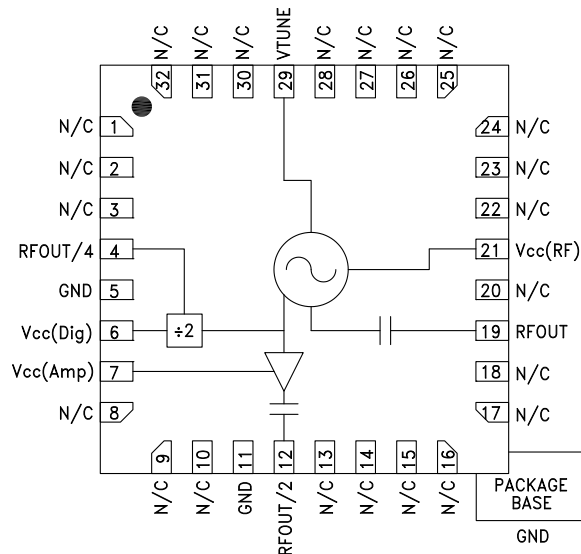 N/C N/C N/C VTUNE N/C N/C N/C N/C
32 31 30 29 28 27 26 25
N/C 1
N/C 2
N/C 3
RFOUT/4 4
GND 5
Vcc(Dig) 6
Vcc(Amp) 7
N/C 8
÷2
24 N/C
23 N/C
22 N/C
21 Vcc(RF)
20 N/C
19 RFOUT
18 N/C
17 N/C
9 10 11 12 13 14 15 16
N/C N/C GND RFOUT/2 N/C N/C N/C N/C
PACKAGE
BASE
GND